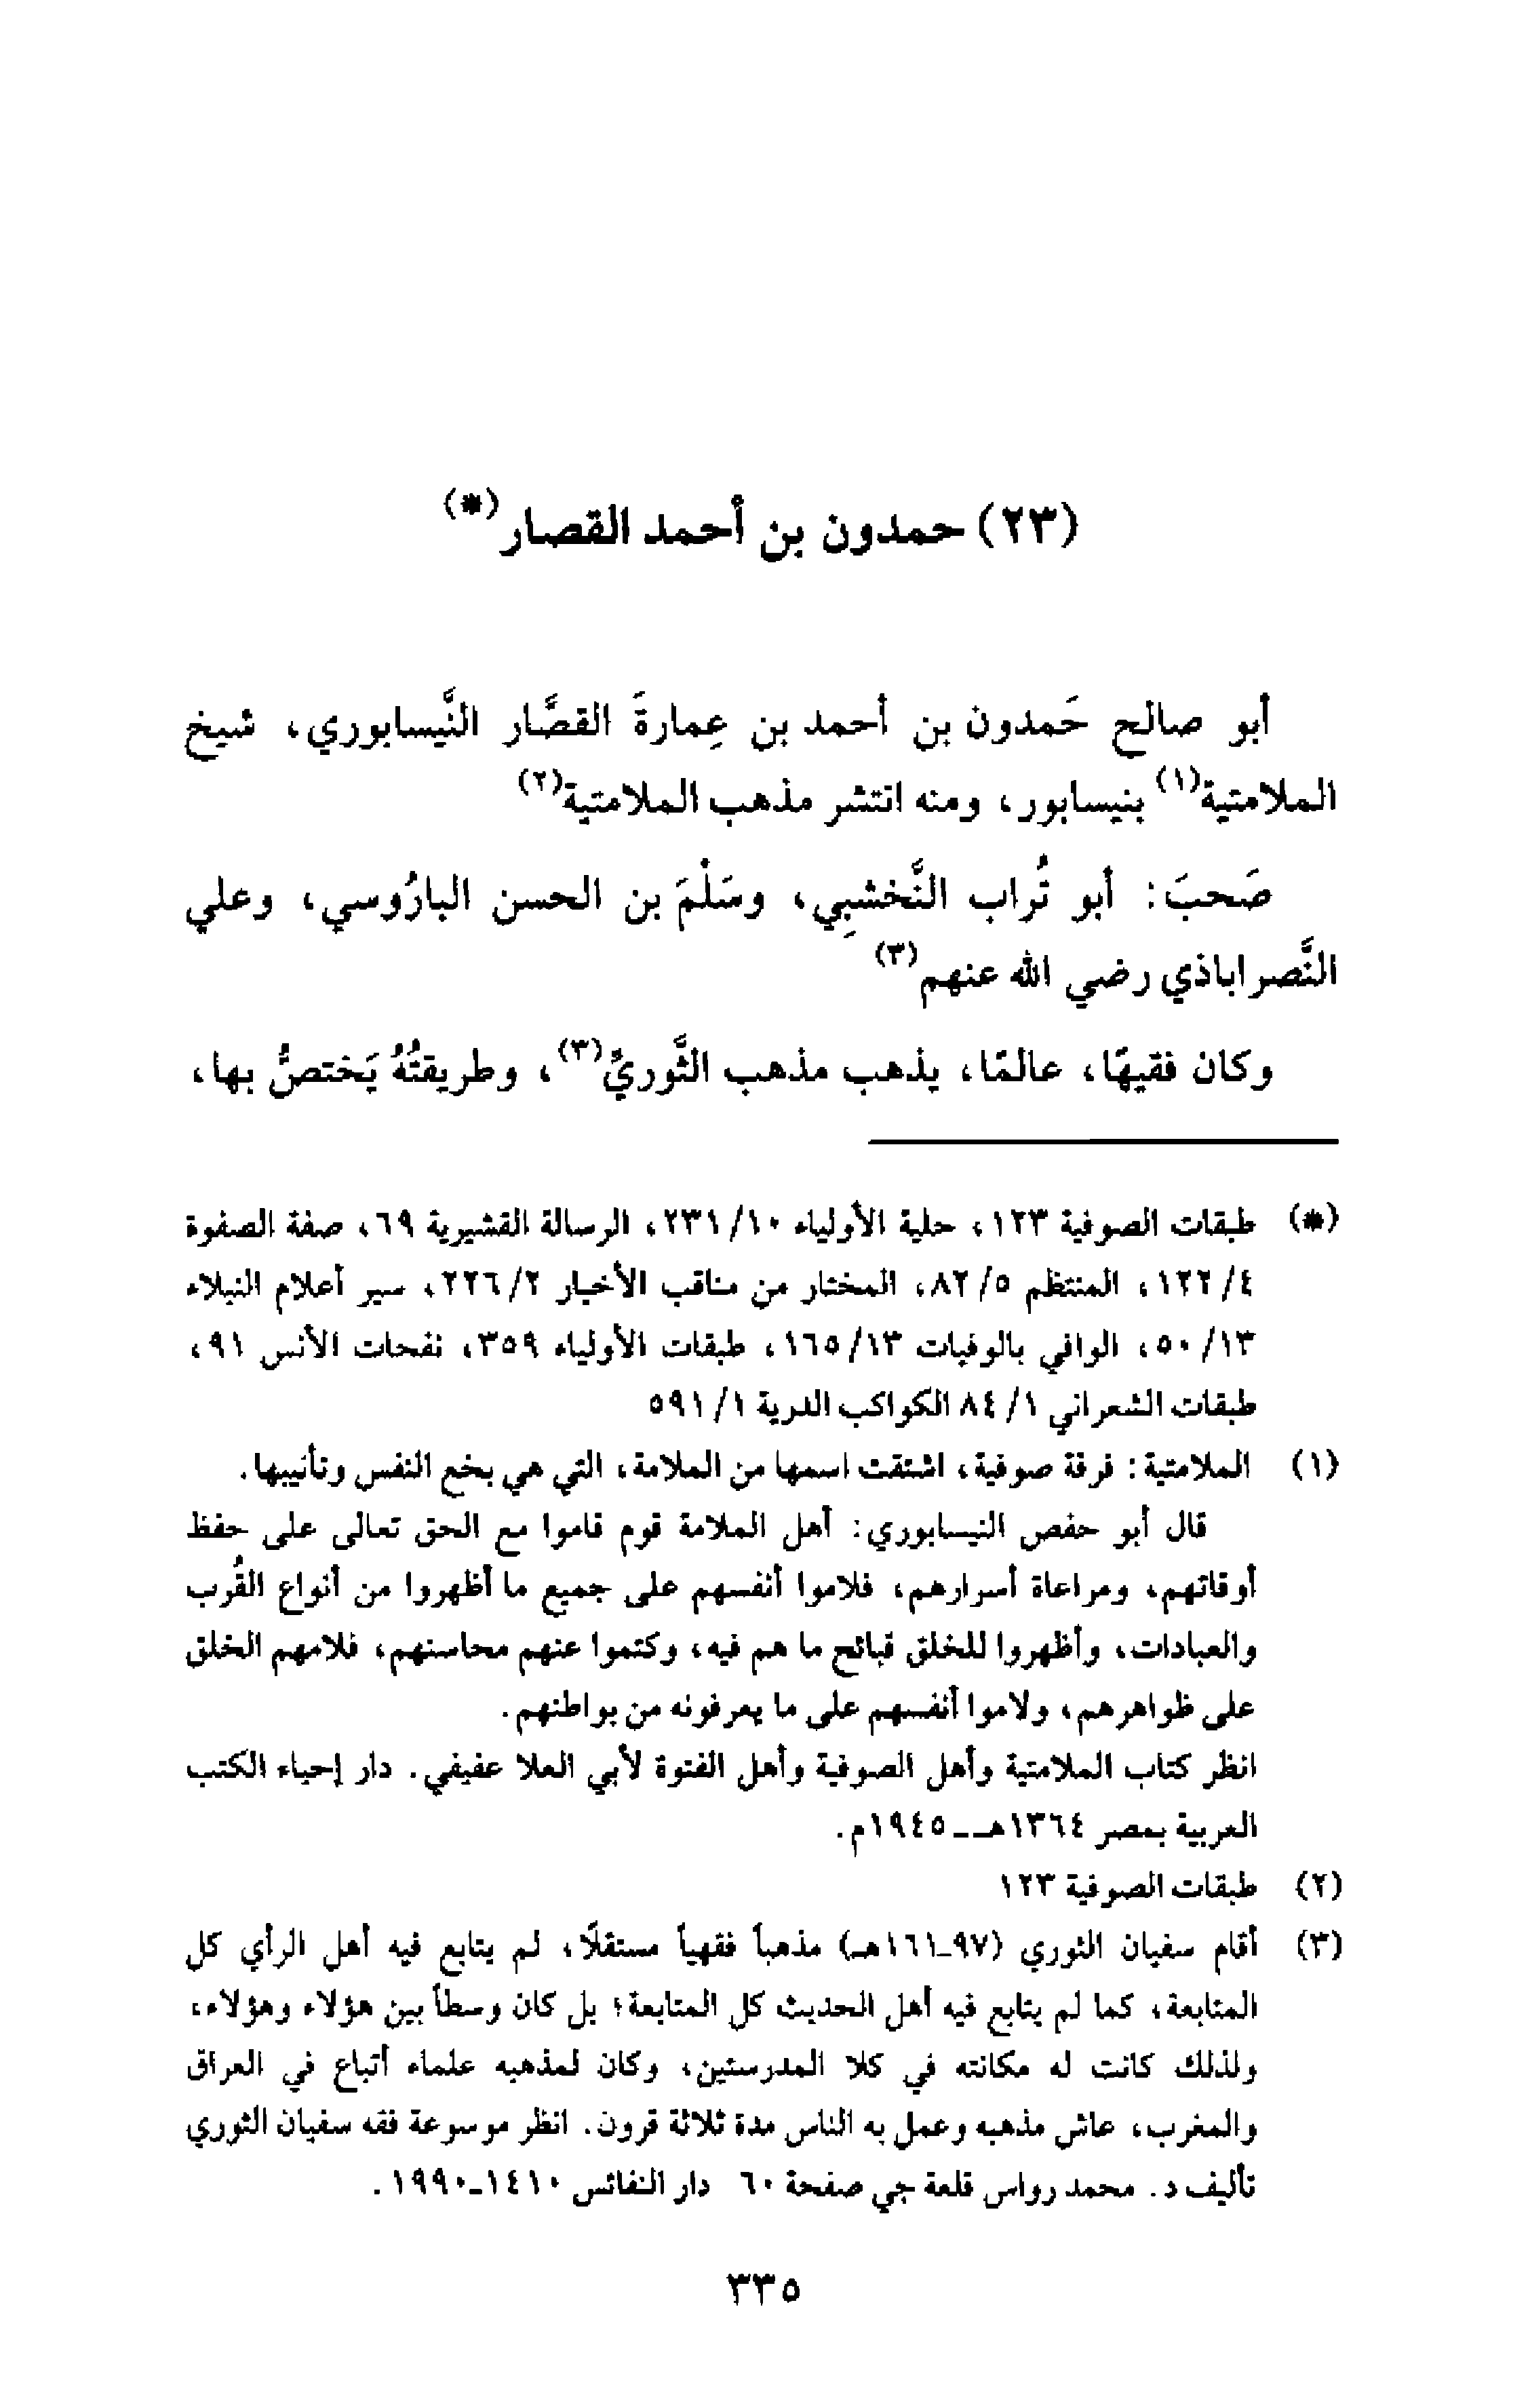 (٢٣) حمدون بن أحمد القصار(*)
أبو صالح حَمدون بن أحمد بن عِمارةَ القصَّار النَّيسابوري، شيخ
الملامتية(١) بنيسابور، ومنه انتشر مذهب الملامتية(٢)
صَحبَ: أبو تُراب النَّخشبِي، وسَلْمَ بن الحسن البارُوسي، وعلي
النَّصراباذي رضي الله عنهم(٣)
وكان فقيهًا، عالمًا، يذهب مذهب الثَّوريِّ(٣)، وطريقتُهُ يَختصُّ بها،
(*) طبقات الصوفية ١٢٣، حلية الأولياء ١٠/ ٢٣١، الرسالة القشيرية ٦٩، صفة الصفوة
٤/ ١٢٢، المنتظم ٥/ ٨٢، المختار من مناقب الأخيار ٢/ ٢٢٦، سير أعلام النبلاء
١٣/ ٥٠، الوافي بالوفيات ١٣/ ١٦٥، طبقات الأولياء ٣٥٩، نفحات الأنس ٩١،
طبقات الشعراني ١/ ٨٤ الكواكب الدرية ١/ ٥٩١
(١) الملامتية: فرقة صوفية، اشتقت اسمها من الملامة، التي هي بخع النفس وتأنيبها.
قال أبو حفص النيسابوري: أهل الملامة قوم قاموا مع الحق تعالى على حفظ
أوقاتهم، ومراعاة أسرارهم، فلاموا أنفسهم على جميع ما أظهروا من أنواع القُرب
والعبادات، وأظهروا للخلق قبائح ما هم فيه، وكتموا عنهم محاسنهم، فلامهم الخلق
على ظواهرهم، ولاموا أنفسهم على ما يعرفونه من بواطنهم.
انظر كتاب الملامتية وأهل الصوفية وأهل الفتوة لأبي العلا عفيفي. دار إحياء الكتب
العربية بمصر ١٣٦٤هـ ــ ١٩٤٥م.
(٢) طبقات الصوفية ١٢٣
(٣) أقام سفيان الثوري (٩٧ـ١٦١هـ) مذهباً فقهياً مستقلًا، لم يتابع فيه أهل الرأي كل
المتابعة، كما لم يتابع فيه أهل الحديث كل المتابعة؛ بل كان وسطاً بين هؤلاء وهؤلاء،
ولذلك كانت له مكانته في كلا المدرستين، وكان لمذهبه علماء أتباع في العراق
والمغرب، عاش مذهبه وعمل به الناس مدة ثلاثة قرون. انظر موسوعة فقه سفيان الثوري
تأليف د. محمد رواس قلعة جي صفحة ٦٠ دار النفائس ١٤١٠ـ١٩٩٠.
٣٣٥